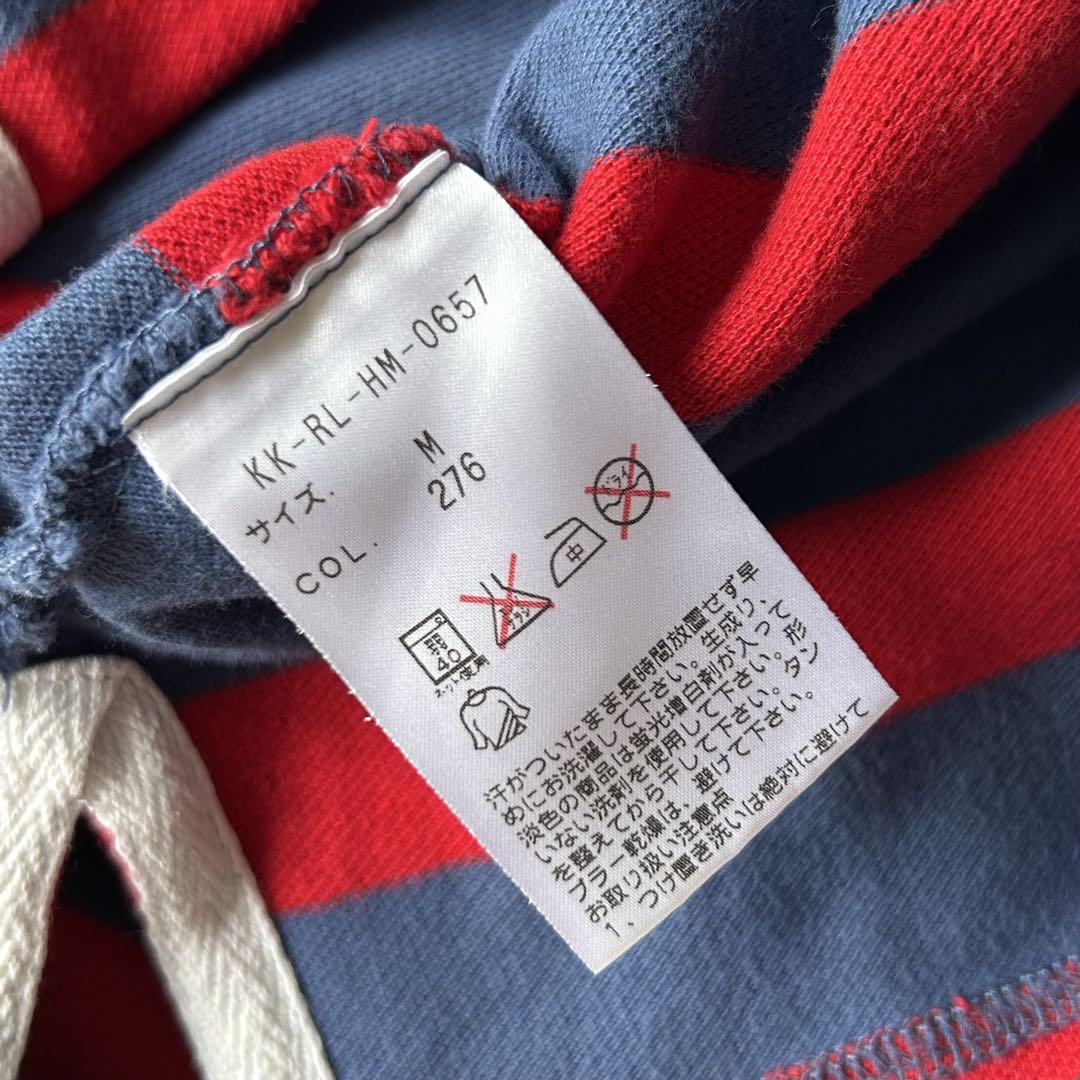 KK-RL-HM-0657
サイズ. M
COL. 276
40
ネット使用
中
ドライ
汗がついたまま長時間放置せず早
めにお洗濯して下さい。生成り、
淡色の商品は蛍光増白剤が入って
いない洗剤を使用して下さい。形
を整えてから干して下さい。タン
ブラー乾燥は、避けて下さい。
お取り扱い注意点
1、つけ置き洗いは絶対に避けて